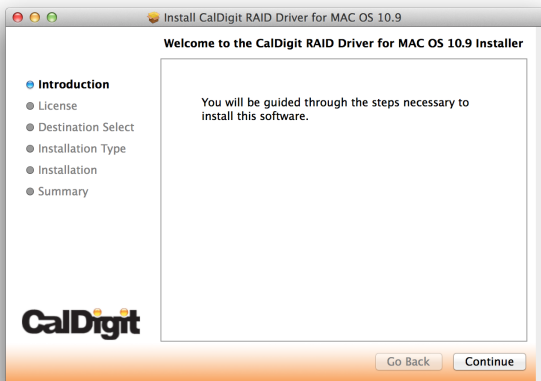 Install CalDigit RAID Driver for MAC OS 10.9
Welcome to the CalDigit RAID Driver for MAC OS 10.9 Installer
Introduction
License
Destination Select
Installation Type
Installation
Summary
You will be guided through the steps necessary to
install this software.
CalDigit
Go Back
Continue